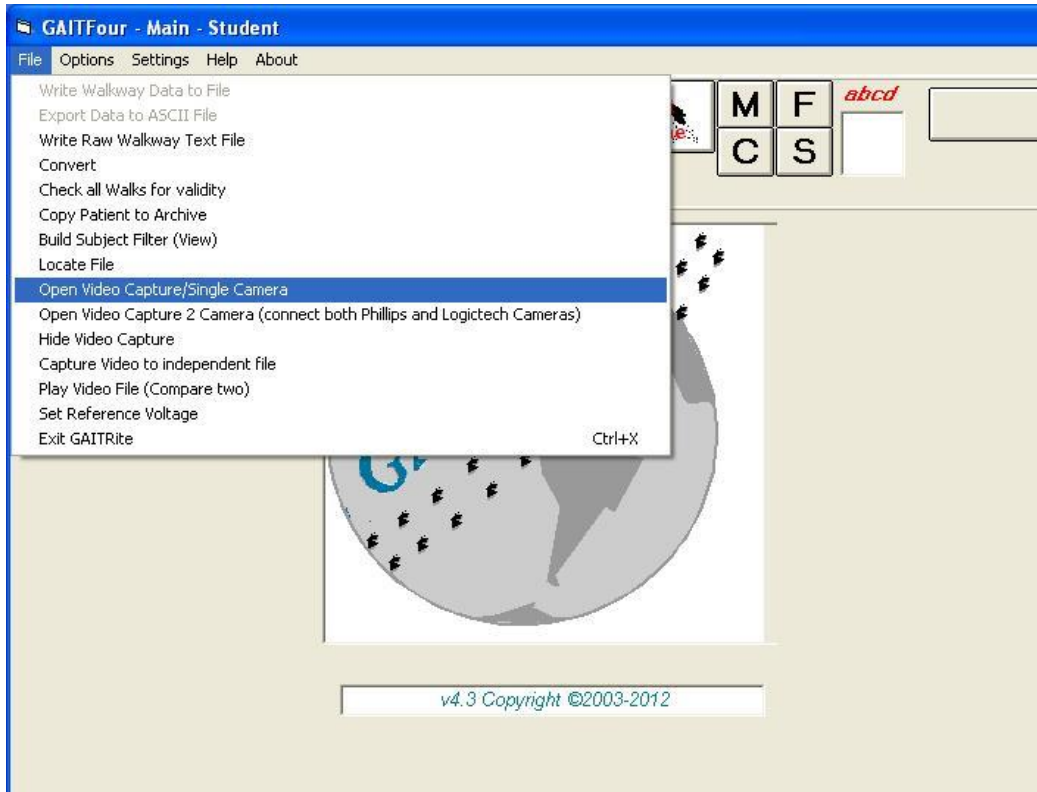 GAITFour - Main - Student
File Options Settings Help About
Write Walkway Data to File
Export Data to ASCII File
Write Raw Walkway Text File
Convert
Check all Walks for validity
Copy Patient to Archive
Build Subject Filter (View)
Locate File
Open Video Capture/Single Camera
Open Video Capture 2 Camera (connect both Phillips and Logictech Cameras)
Hide Video Capture
Capture Video to independent file
Play Video File (Compare two)
Set Reference Voltage
Exit GAITRite Ctrl+X
M F abcd
C S
v4.3 Copyright ©2003-2012